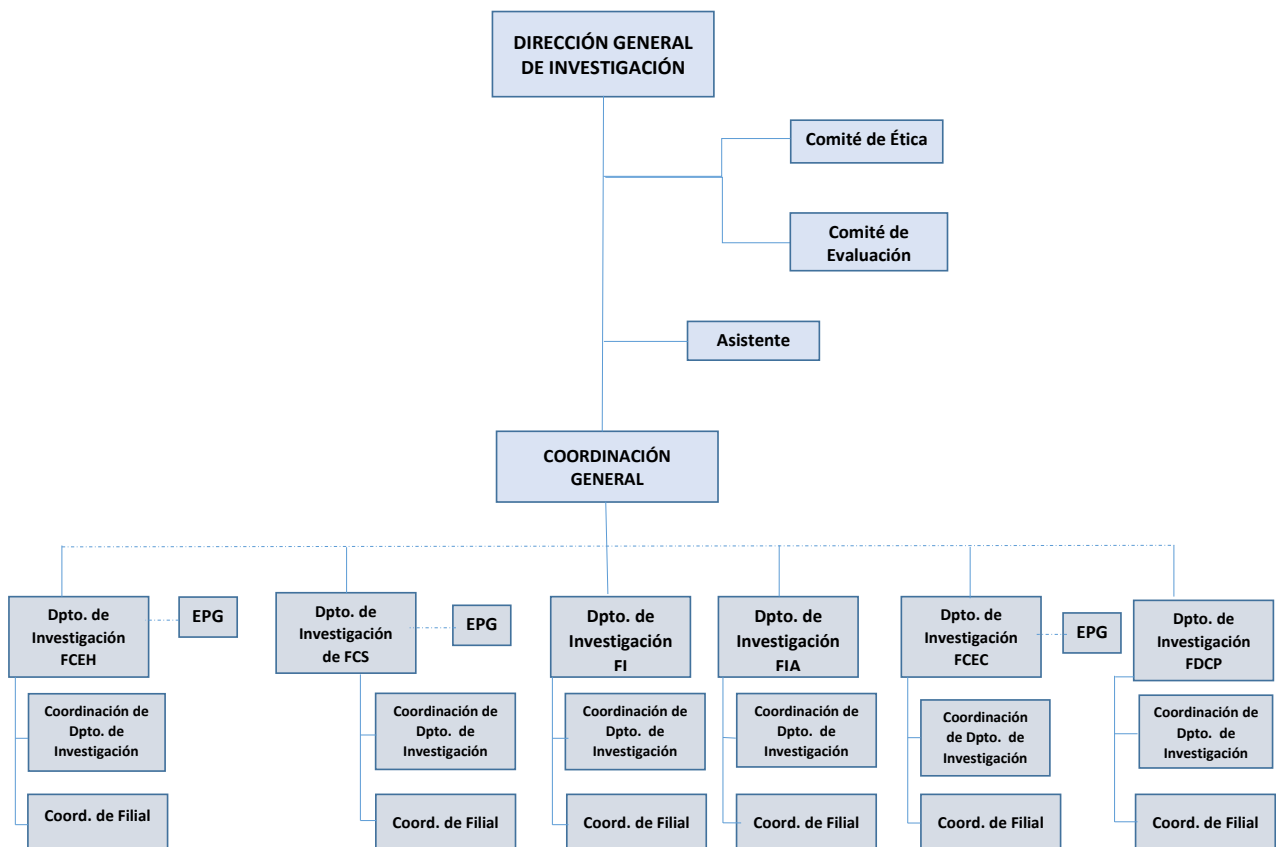 DIRECCIÓN GENERAL
DE INVESTIGACIÓN
Comité de Ética
Comité de
Evaluación
Asistente
COORDINACIÓN
GENERAL
Dpto. de
Investigación
FCEH
EPG
Dpto. de
Investigación
de FCS
EPG
Dpto. de
Investigación
FI
Dpto. de
Investigación
FIA
Dpto. de
Investigación
FCEC
EPG
Dpto. de
Investigación
FDCP
Coordinación de
Dpto. de
Investigación
Coordinación de
Dpto. de
Investigación
Coordinación de
Dpto. de
Investigación
Coordinación de
Dpto. de
Investigación
Coordinación
de Dpto. de
Investigación
Coordinación de
Dpto. de
Investigación
Coord. de Filial
Coord. de Filial
Coord. de Filial
Coord. de Filial
Coord. de Filial
Coord. de Filial